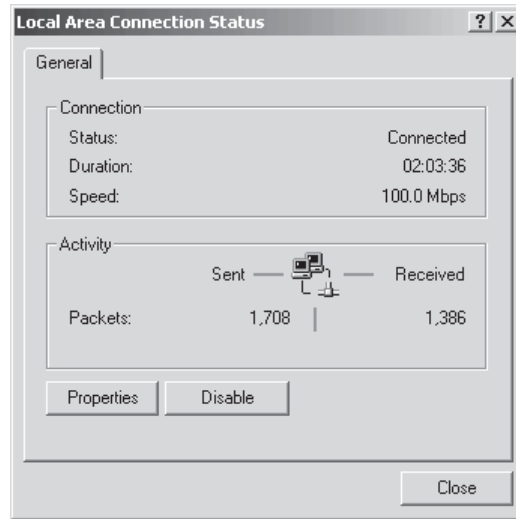 Local Area Connection Status
General
Connection
Status: Connected
Duration: 02:03:36
Speed: 100.0 Mbps
Activity
Sent Received
Packets: 1,708 1,386
Properties Disable
Close